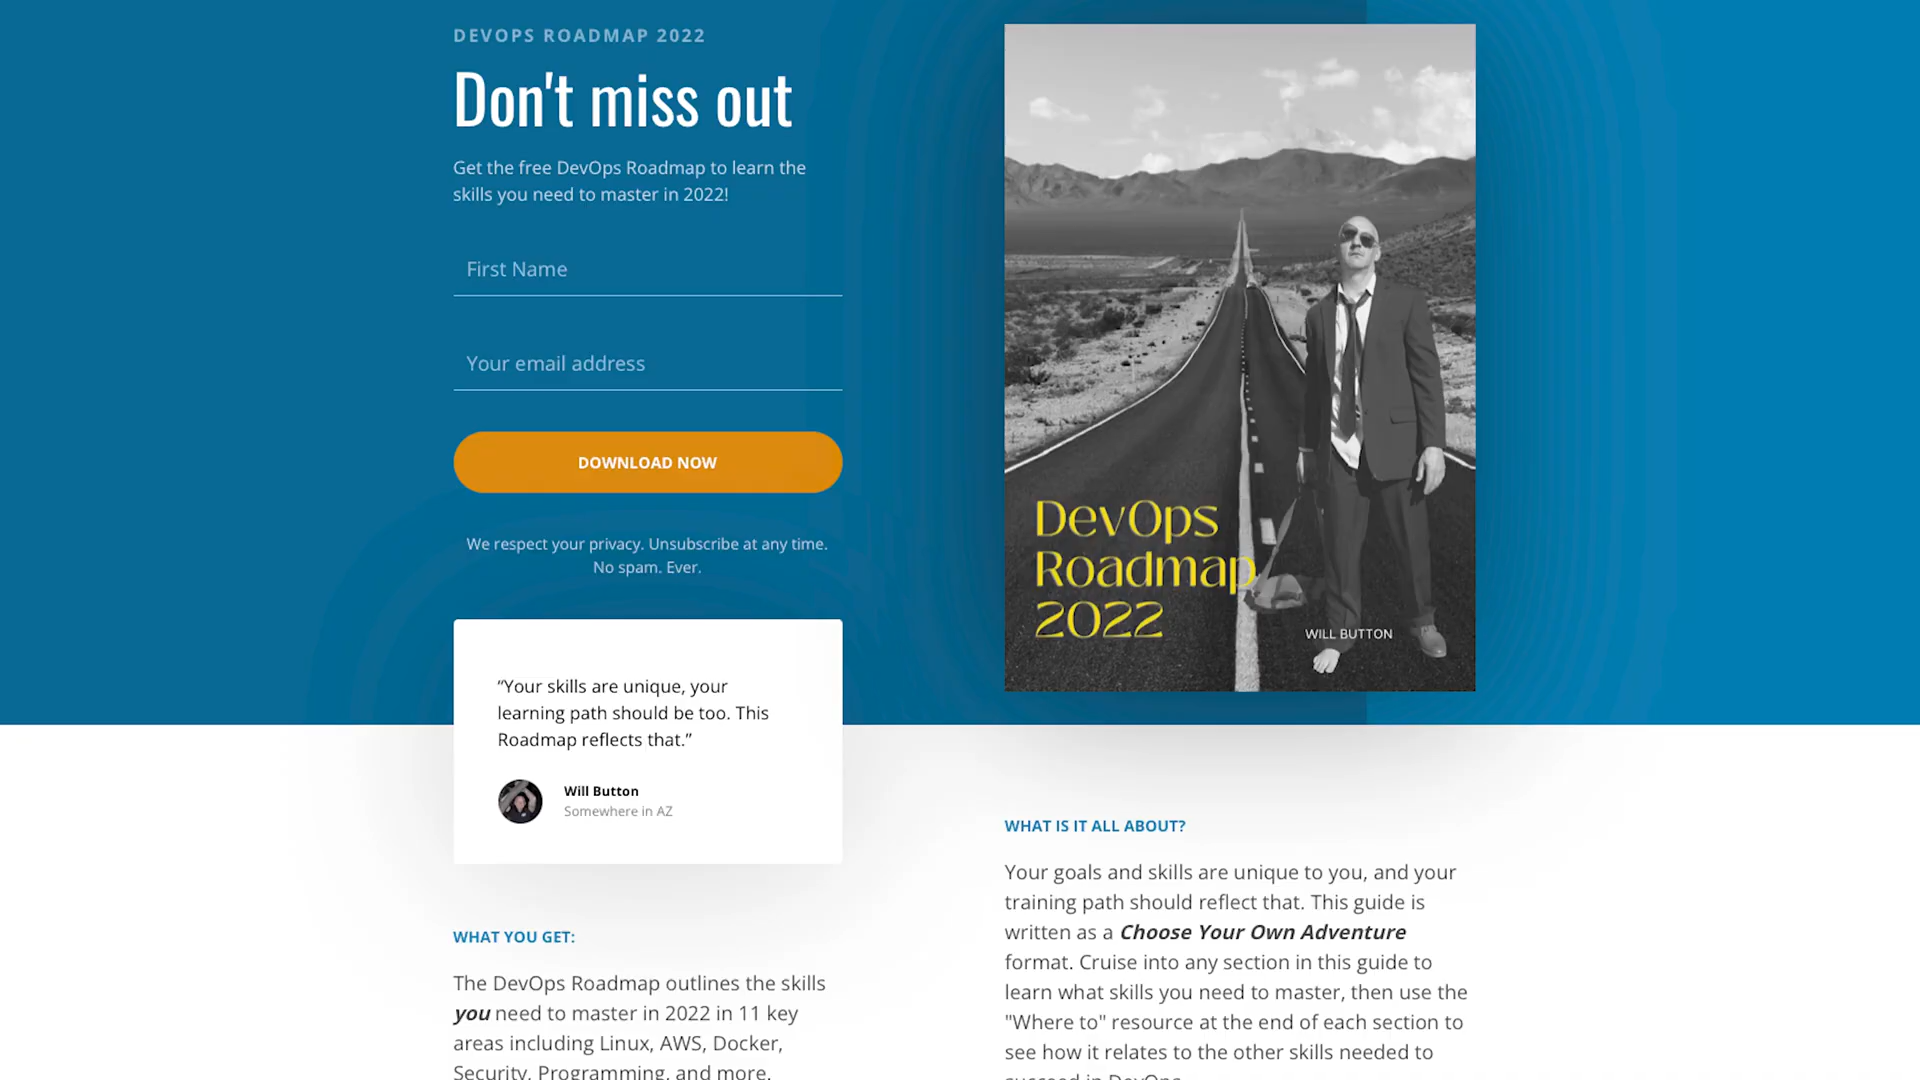 DEVOPS ROADMAP 2022
Don't miss out
Get the free DevOps Roadmap to learn the
skills you need to master in 2022!
First Name
Your email address
DOWNLOAD NOW
We respect your privacy. Unsubscribe at any time.
No spam. Ever.
“Your skills are unique, your
learning path should be too. This
Roadmap reflects that.”
Will Button
Somewhere in AZ
WHAT YOU GET:
The DevOps Roadmap outlines the skills
you need to master in 2022 in 11 key
areas including Linux, AWS, Docker,
Security, Programming, and more.
DevOps
Roadmap
2022
WILL BUTTON
WHAT IS IT ALL ABOUT?
Your goals and skills are unique to you, and your
training path should reflect that. This guide is
written as a Choose Your Own Adventure
format. Cruise into any section in this guide to
learn what skills you need to master, then use the
"Where to" resource at the end of each section to
see how it relates to the other skills needed to
succeed in DevOps.